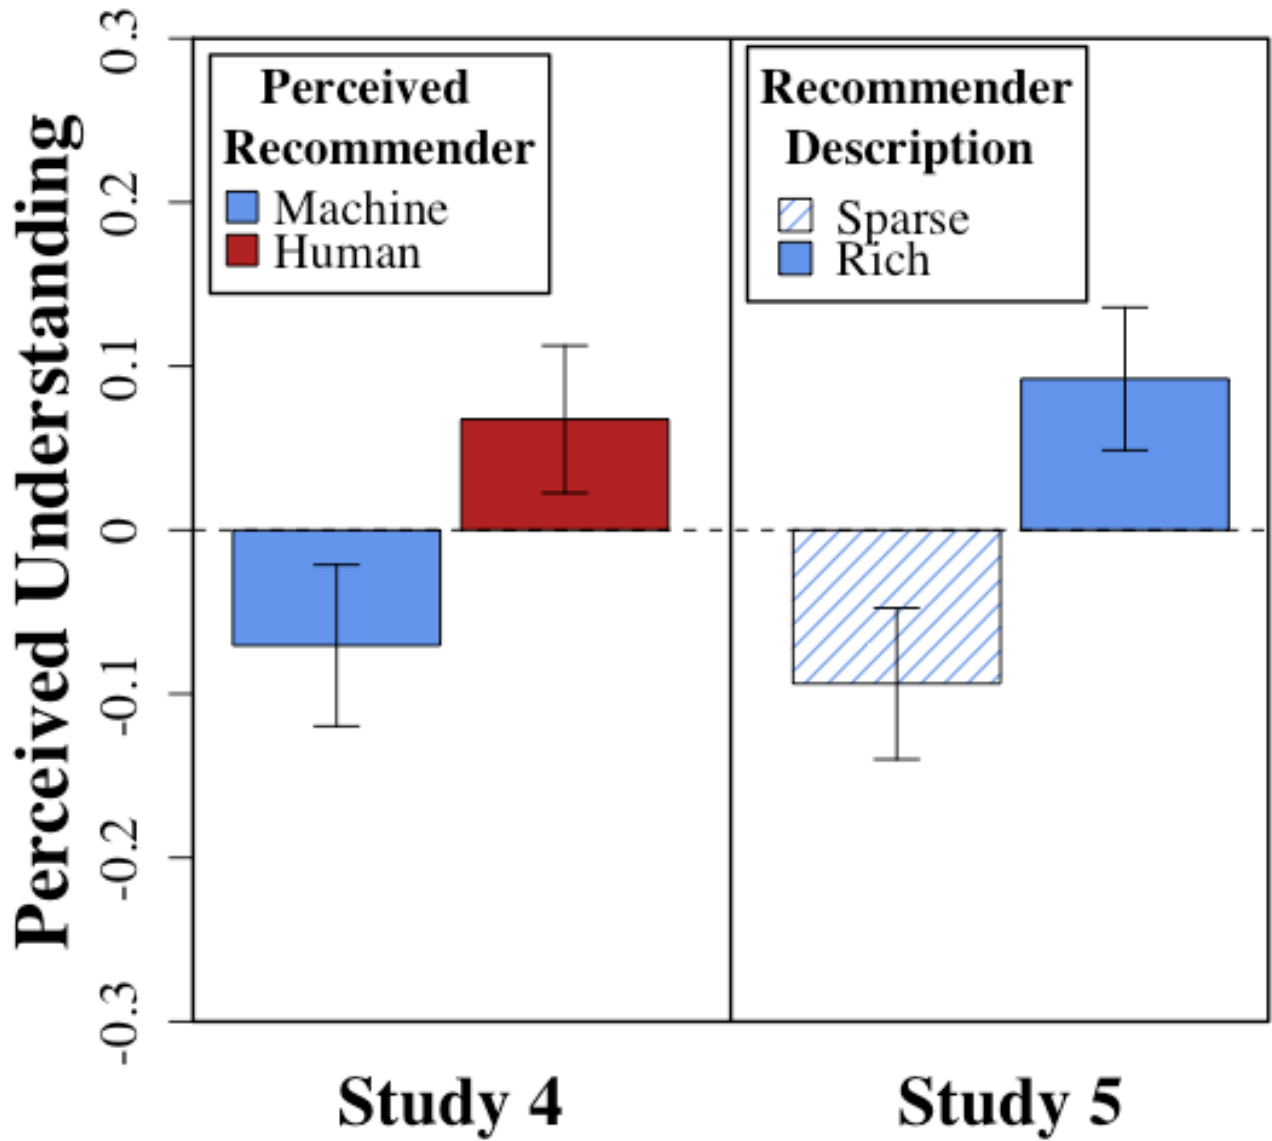 Perceived Understanding
0.3
0.2
0.1
0
-0.1
-0.2
-0.3
Perceived
Recommender
Machine
Human
Recommender
Description
Sparse
Rich
Study 4
Study 5